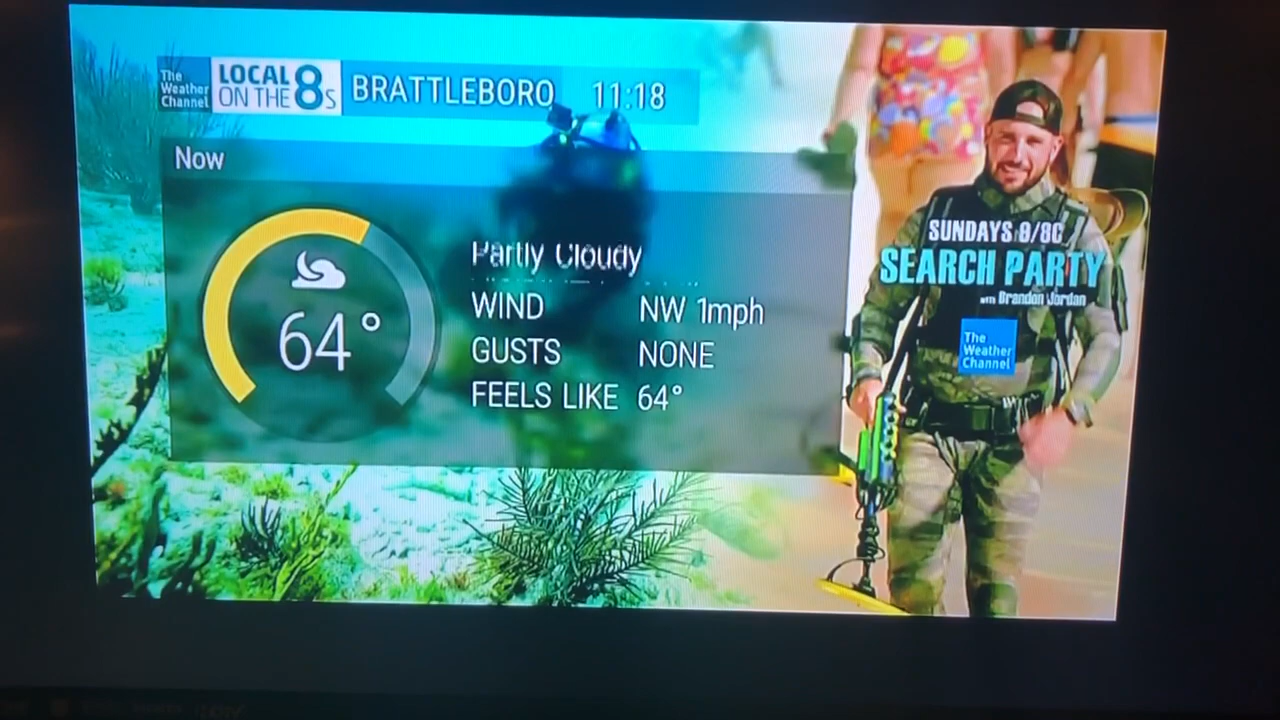 The
Weather
Channel
LOCAL
ON THE 8s
BRATTLEBORO
11:18
Now
64°
Partly Cloudy
WIND NW 1mph
GUSTS NONE
FEELS LIKE 64°
SUNDAYS 9/8C
SEARCH PARTY
WITH Brandon Jordan
The
Weather
Channel